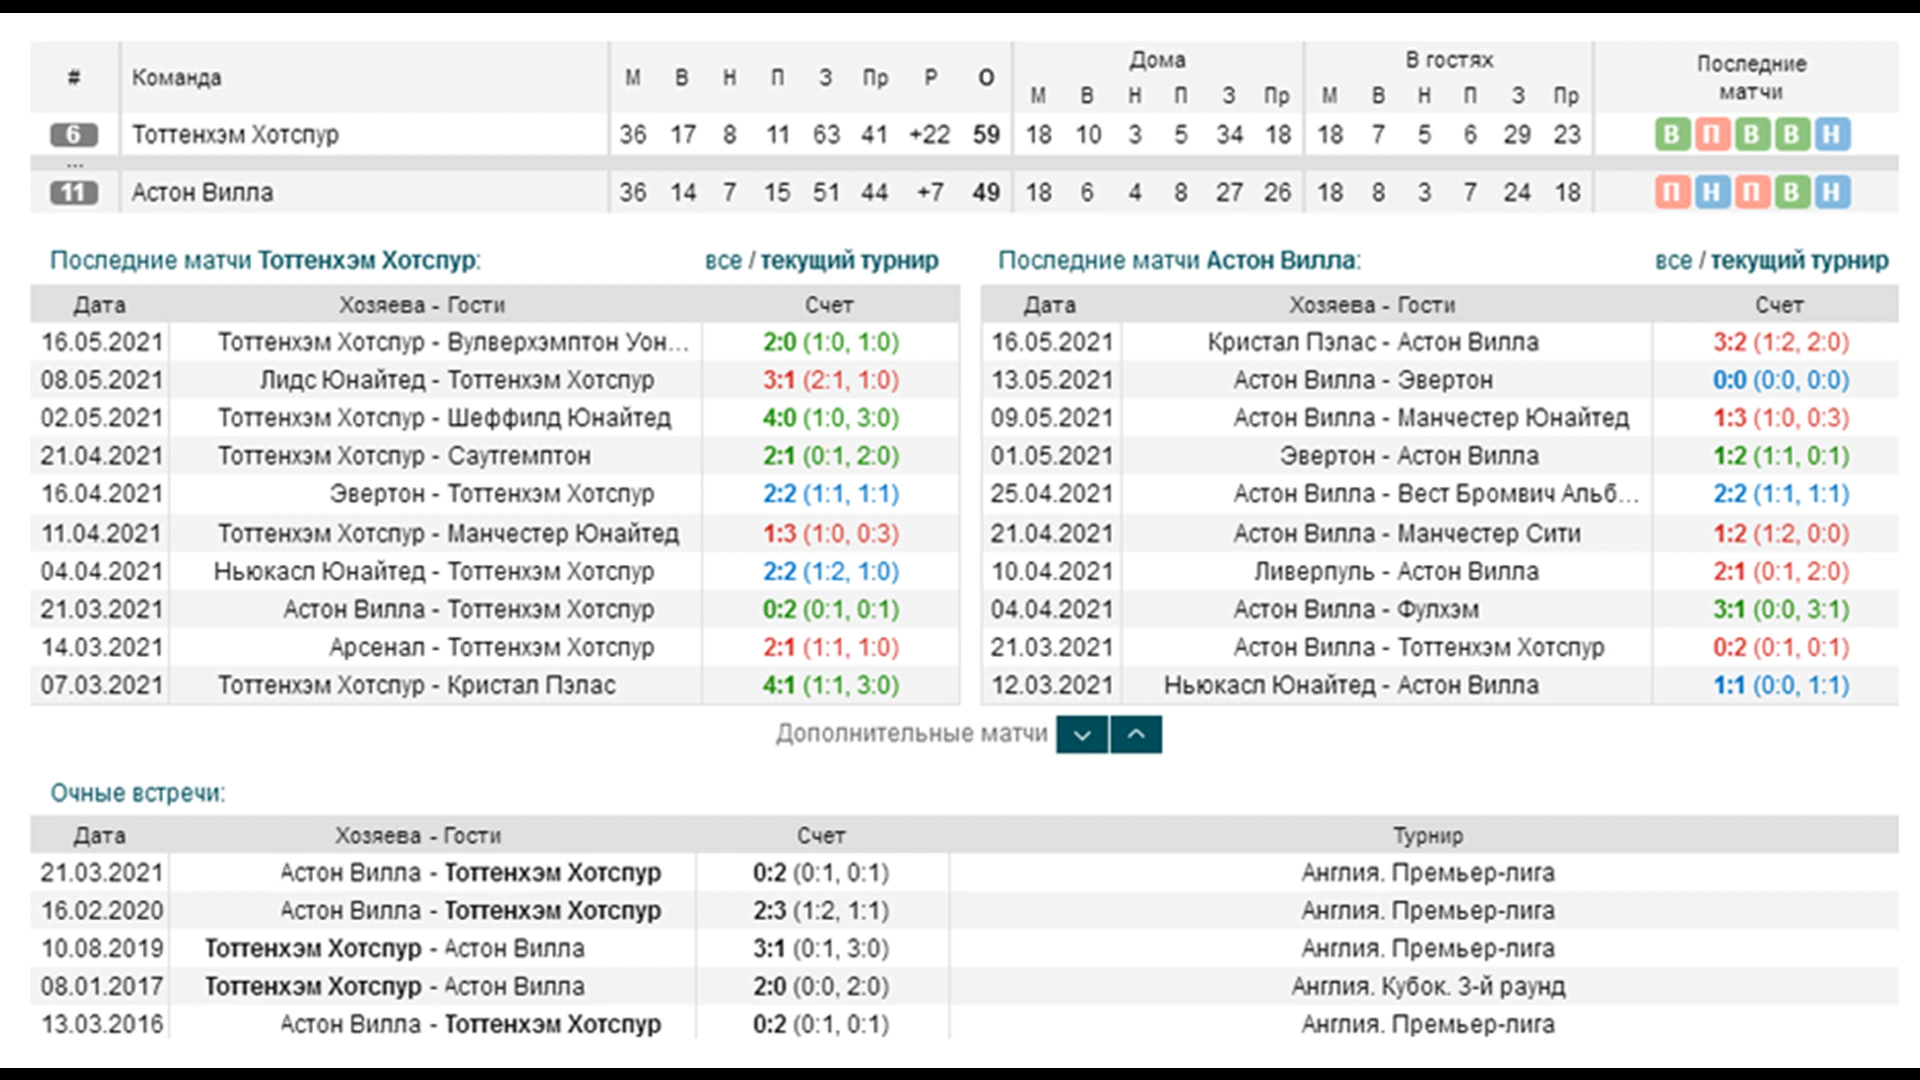 # Команда М В Н П З Пр Р О Дома М В Н П З Пр В гостях М В Н П З Пр Последние матчи
6 Тоттенхэм Хотспур 36 17 8 11 63 41 +22 59 18 10 3 5 34 18 18 7 5 6 29 23 В П В В Н
...
11 Астон Вилла 36 14 7 15 51 44 +7 49 18 6 4 8 27 26 18 8 3 7 24 18 П Н П В Н
Последние матчи Тоттенхэм Хотспур: все / текущий турнир
Дата Хозяева - Гости Счет
16.05.2021 Тоттенхэм Хотспур - Вулверхэмптон Уон... 2:0 (1:0, 1:0)
08.05.2021 Лидс Юнайтед - Тоттенхэм Хотспур 3:1 (2:1, 1:0)
02.05.2021 Тоттенхэм Хотспур - Шеффилд Юнайтед 4:0 (1:0, 3:0)
21.04.2021 Тоттенхэм Хотспур - Саутгемптон 2:1 (0:1, 2:0)
16.04.2021 Эвертон - Тоттенхэм Хотспур 2:2 (1:1, 1:1)
11.04.2021 Тоттенхэм Хотспур - Манчестер Юнайтед 1:3 (1:0, 0:3)
04.04.2021 Ньюкасл Юнайтед - Тоттенхэм Хотспур 2:2 (1:2, 1:0)
21.03.2021 Астон Вилла - Тоттенхэм Хотспур 0:2 (0:1, 0:1)
14.03.2021 Арсенал - Тоттенхэм Хотспур 2:1 (1:1, 1:0)
07.03.2021 Тоттенхэм Хотспур - Кристал Пэлас 4:1 (1:1, 3:0)
Последние матчи Астон Вилла: все / текущий турнир
Дата Хозяева - Гости Счет
16.05.2021 Кристал Пэлас - Астон Вилла 3:2 (1:2, 2:0)
13.05.2021 Астон Вилла - Эвертон 0:0 (0:0, 0:0)
09.05.2021 Астон Вилла - Манчестер Юнайтед 1:3 (1:0, 0:3)
01.05.2021 Эвертон - Астон Вилла 1:2 (1:1, 0:1)
25.04.2021 Астон Вилла - Вест Бромвич Альб... 2:2 (1:1, 1:1)
21.04.2021 Астон Вилла - Манчестер Сити 1:2 (1:2, 0:0)
10.04.2021 Ливерпуль - Астон Вилла 2:1 (0:1, 2:0)
04.04.2021 Астон Вилла - Фулхэм 3:1 (0:0, 3:1)
21.03.2021 Астон Вилла - Тоттенхэм Хотспур 0:2 (0:1, 0:1)
12.03.2021 Ньюкасл Юнайтед - Астон Вилла 1:1 (0:0, 1:1)
Дополнительные матчи
Очные встречи:
Дата Хозяева - Гости Счет Турнир
21.03.2021 Астон Вилла - Тоттенхэм Хотспур 0:2 (0:1, 0:1) Англия. Премьер-лига
16.02.2020 Астон Вилла - Тоттенхэм Хотспур 2:3 (1:2, 1:1) Англия. Премьер-лига
10.08.2019 Тоттенхэм Хотспур - Астон Вилла 3:1 (0:1, 3:0) Англия. Премьер-лига
08.01.2017 Тоттенхэм Хотспур - Астон Вилла 2:0 (0:0, 2:0) Англия. Кубок. 3-й раунд
13.03.2016 Астон Вилла - Тоттенхэм Хотспур 0:2 (0:1, 0:1) Англия. Премьер-лига